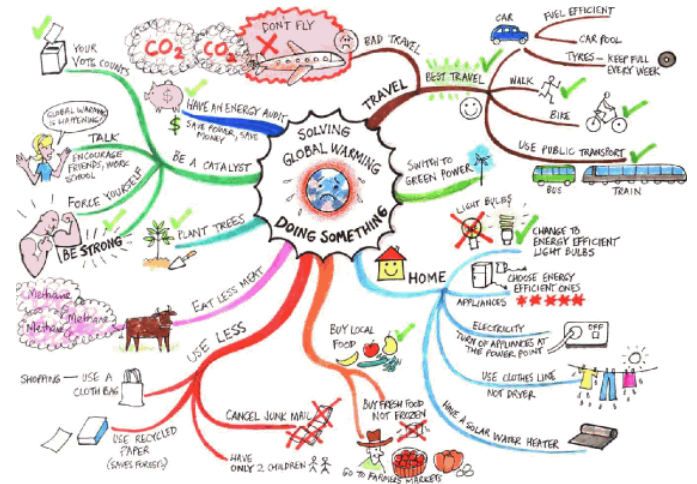 SOLVING
GLOBAL WARMING
DOING SOMETHING
TRAVEL
BAD TRAVEL
DON'T FLY
CO2
CO2
BEST TRAVEL
CAR
FUEL EFFICIENT
CAR POOL
TYRES - KEEP FULL
EVERY WEEK
WALK
BIKE
USE PUBLIC TRANSPORT
BUS
TRAIN
SWITCH TO
GREEN POWER
HOME
LIGHT BULBS
CHANGE TO
ENERGY EFFICIENT
LIGHT BULBS
APPLIANCES
CHOOSE ENERGY
EFFICIENT ONES
ELECTRICITY
TURN OF APPLIANCES AT
THE POWER POINT
OFF
USE CLOTHES LINE
NOT DRYER
HAVE A SOLAR WATER HEATER
BUY LOCAL
FOOD
BUY FRESH FOOD
NOT FROZEN
GO TO FARMERS MARKETS
USE LESS
CANCEL JUNK MAIL
HAVE
ONLY 2 CHILDREN
SHOPPING — USE A
CLOTH BAG
USE RECYCLED
PAPER
(SAVES FORESTS)
EAT LESS MEAT
Methane
Methane
Methane
PLANT TREES
BE A CATALYST
YOUR
VOTE COUNTS
TALK
GLOBAL WARMING
IS HAPPENING!
ENCOURAGE
FRIENDS, WORK
SCHOOL
FORCE YOURSELF
BE STRONG
HAVE AN ENERGY AUDIT
SAVE POWER, SAVE
MONEY
$